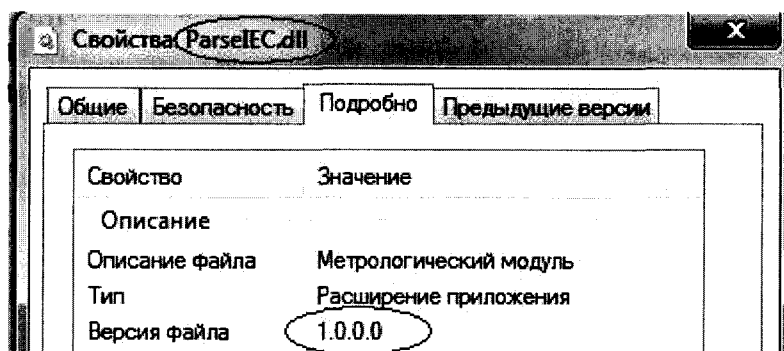 Свойства: ParseIEC.dll
Общие Безопасность Подробно Предыдущие версии
Свойство Значение
Описание
Описание файла Метрологический модуль
Тип Расширение приложения
Версия файла 1.0.0.0